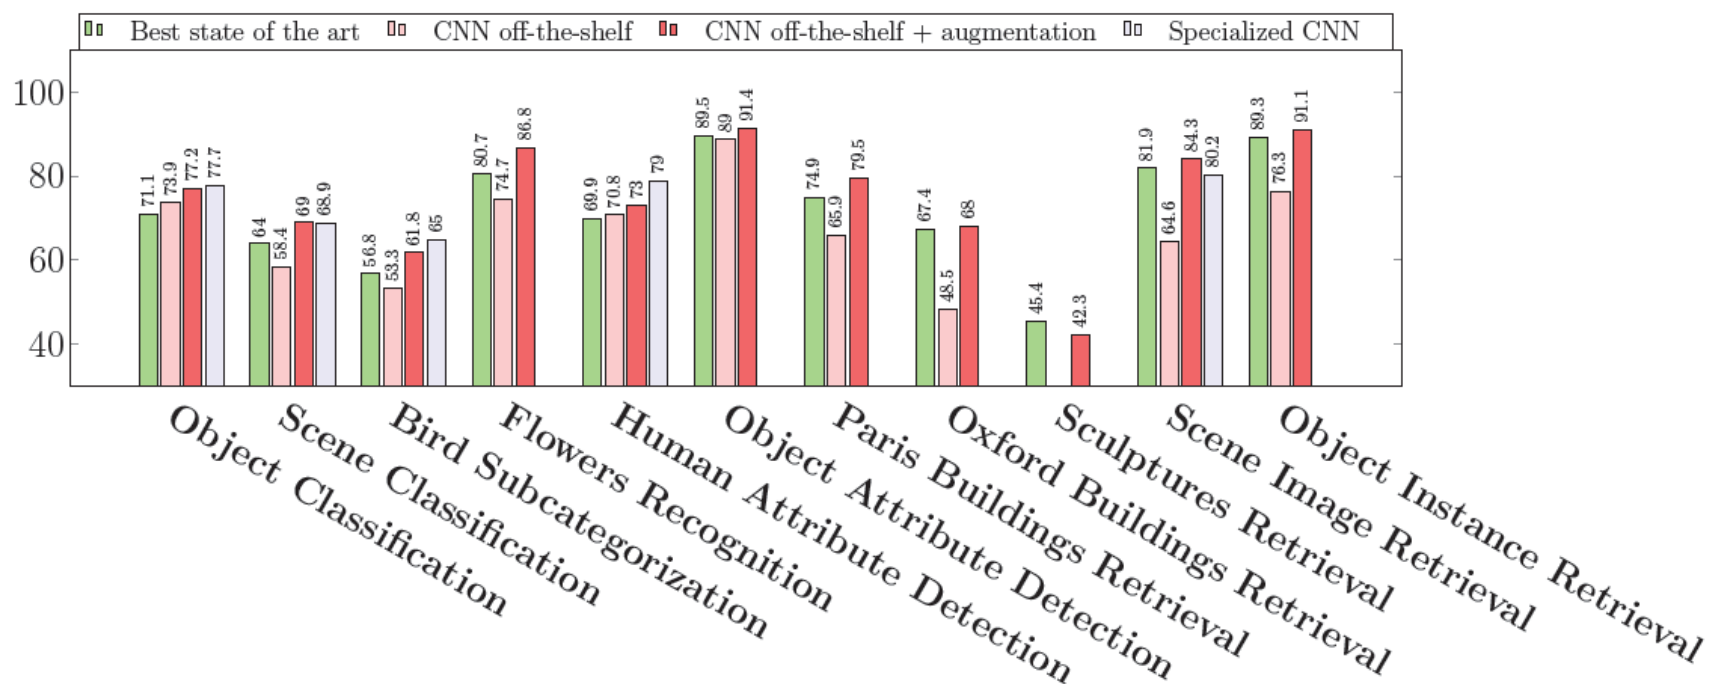 Best state of the art CNN off-the-shelf CNN off-the-shelf + augmentation Specialized CNN
100
80
60
40
71.1 73.9 77.2 77.7
64 58.4 69 68.9
56.8 53.3 61.8 65
80.7 74.7 86.8
69.9 70.8 73 79
89.5 89 91.4
74.9 65.9 79.5
67.4 48.5 68
45.4 42.3
81.9 64.6 84.3 80.2
89.3 76.3 91.1
Object Classification
Scene Classification
Bird Subcategorization
Flowers Recognition
Human Attribute Detection
Object Attribute Detection
Paris Buildings Retrieval
Oxford Buildings Retrieval
Sculptures Retrieval
Scene Image Retrieval
Object Instance Retrieval